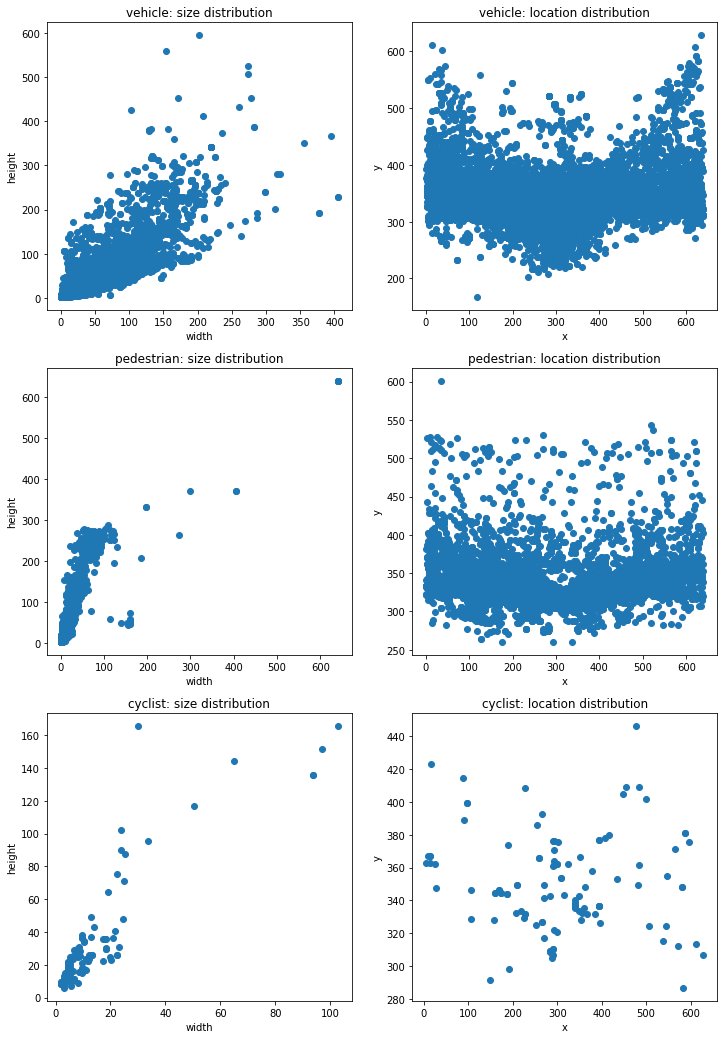 vehicle: size distribution
600
500
400
300
200
100
0
height
0 50 100 150 200 250 300 350 400
width
vehicle: location distribution
600
500
400
300
200
y
0 100 200 300 400 500 600
x
pedestrian: size distribution
600
500
400
300
200
100
0
height
0 100 200 300 400 500 600
width
pedestrian: location distribution
600
550
500
450
400
350
300
250
y
0 100 200 300 400 500 600
x
cyclist: size distribution
160
140
120
100
80
60
40
20
0
height
0 20 40 60 80 100
width
cyclist: location distribution
440
420
400
380
360
340
320
300
280
y
0 100 200 300 400 500 600
x